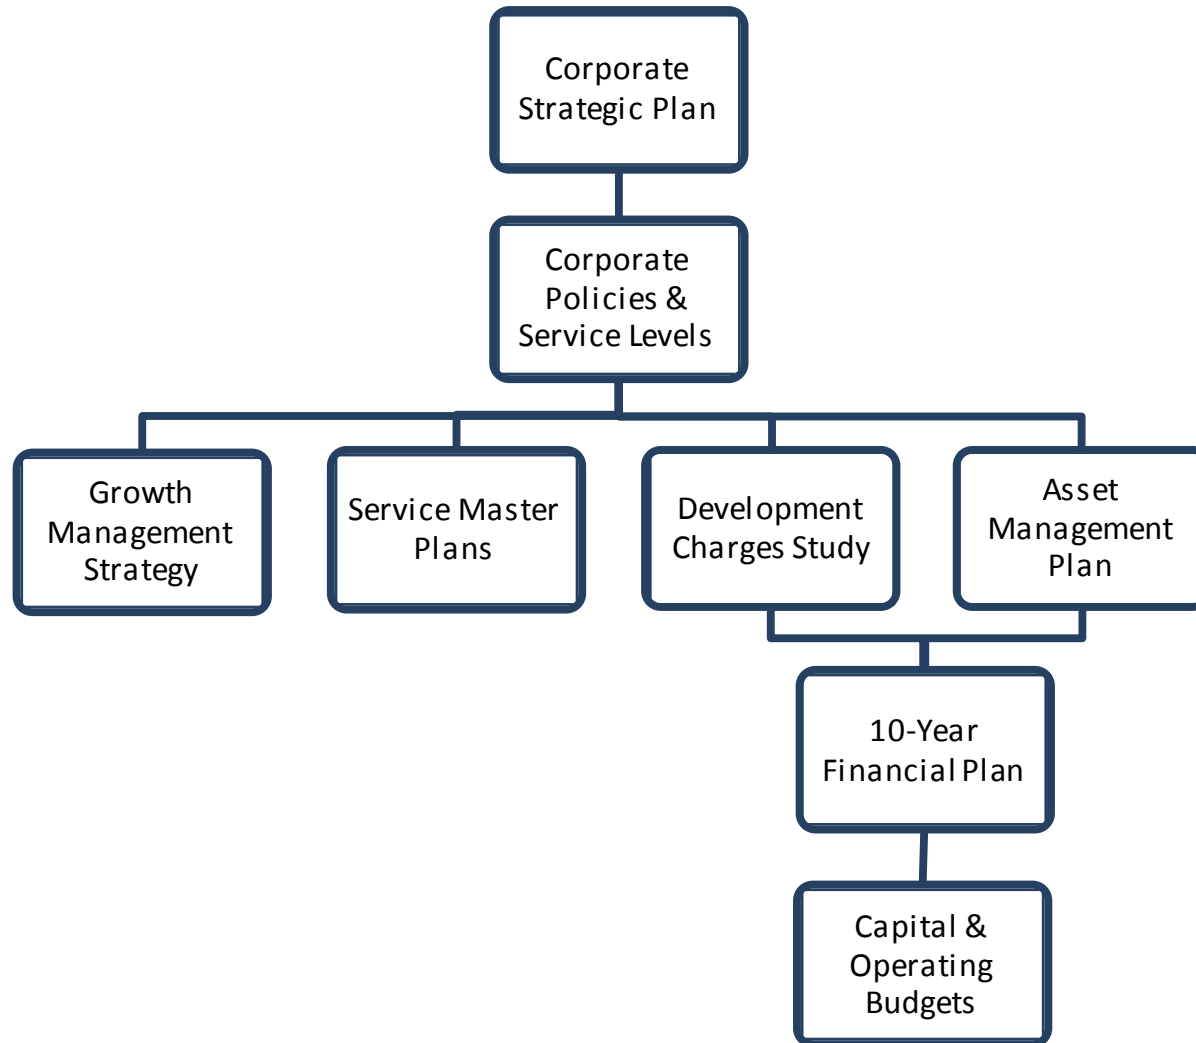 Corporate
Strategic Plan
Corporate
Policies &
Service Levels
Growth
Management
Strategy
Service Master
Plans
Development
Charges Study
Asset
Management
Plan
10-Year
Financial Plan
Capital &
Operating
Budgets